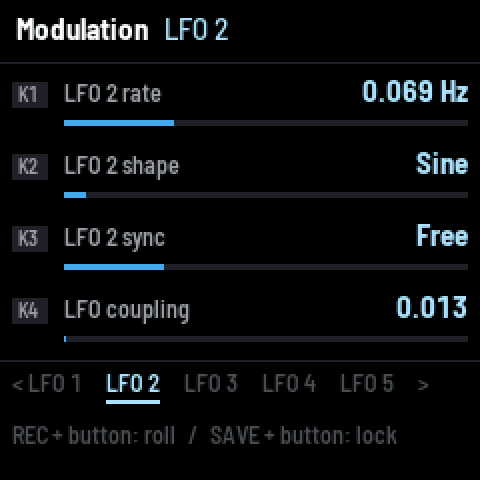 Modulation LFO 2
K1 LFO 2 rate 0.069 Hz
K2 LFO 2 shape Sine
K3 LFO 2 sync Free
K4 LFO coupling 0.013
< LFO 1 LFO 2 LFO 3 LFO 4 LFO 5 >
REC + button: roll / SAVE + button: lock